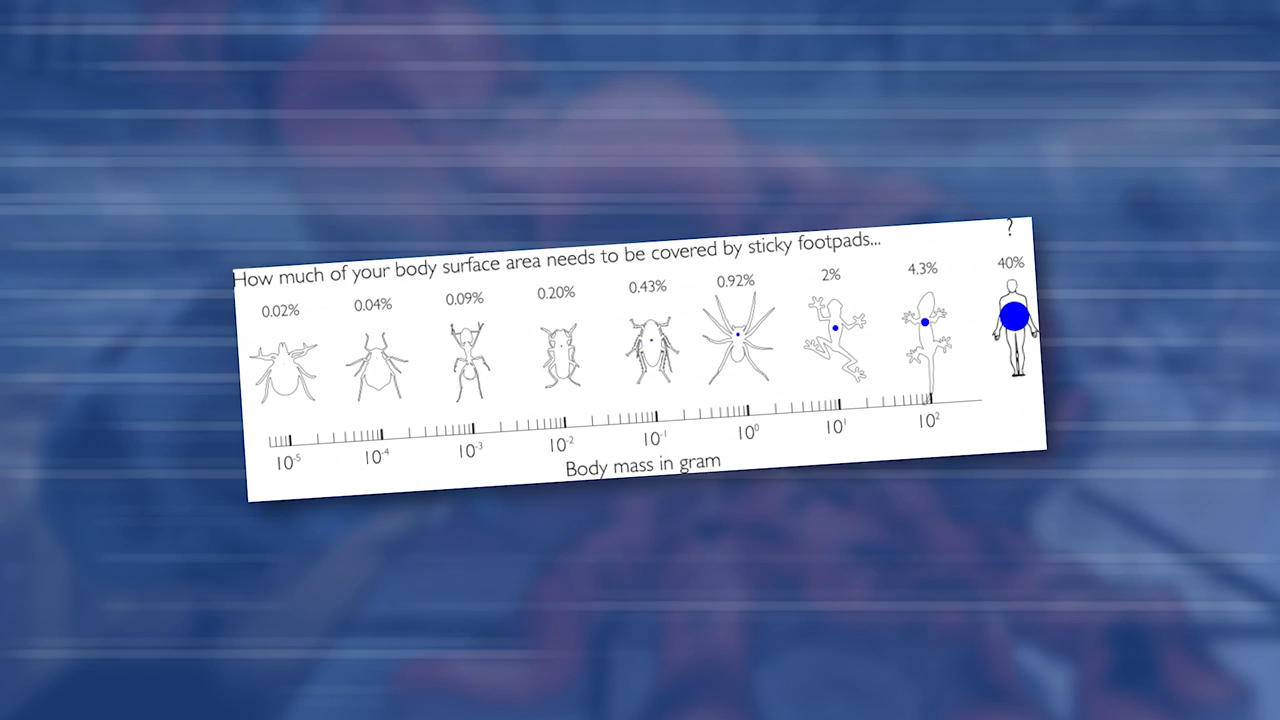 ?
How much of your body surface area needs to be covered by sticky footpads...
0.02% 0.04% 0.09% 0.20% 0.43% 0.92% 2% 4.3% 40%
10⁻⁵ 10⁻⁴ 10⁻³ 10⁻² 10⁻¹ 10⁰ 10¹ 10²
Body mass in gram